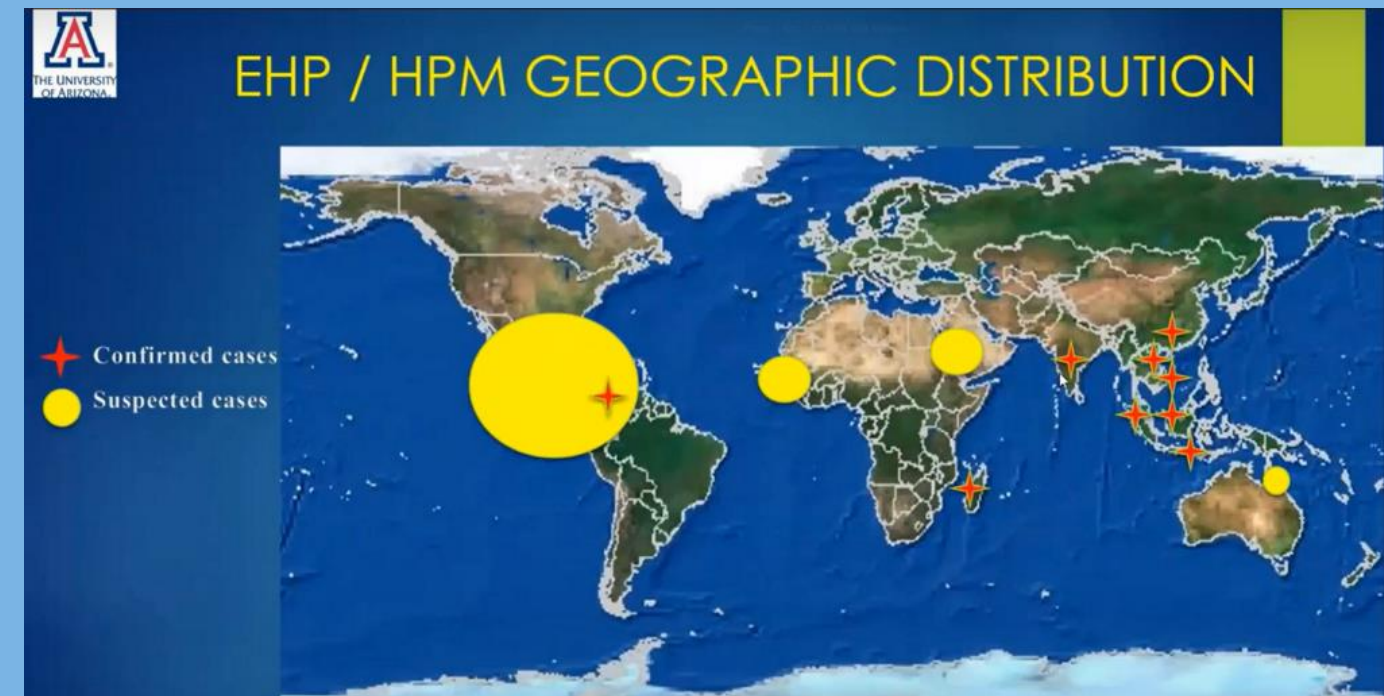 A
THE UNIVERSITY
OF ARIZONA.
EHP / HPM GEOGRAPHIC DISTRIBUTION
Confirmed cases
Suspected cases